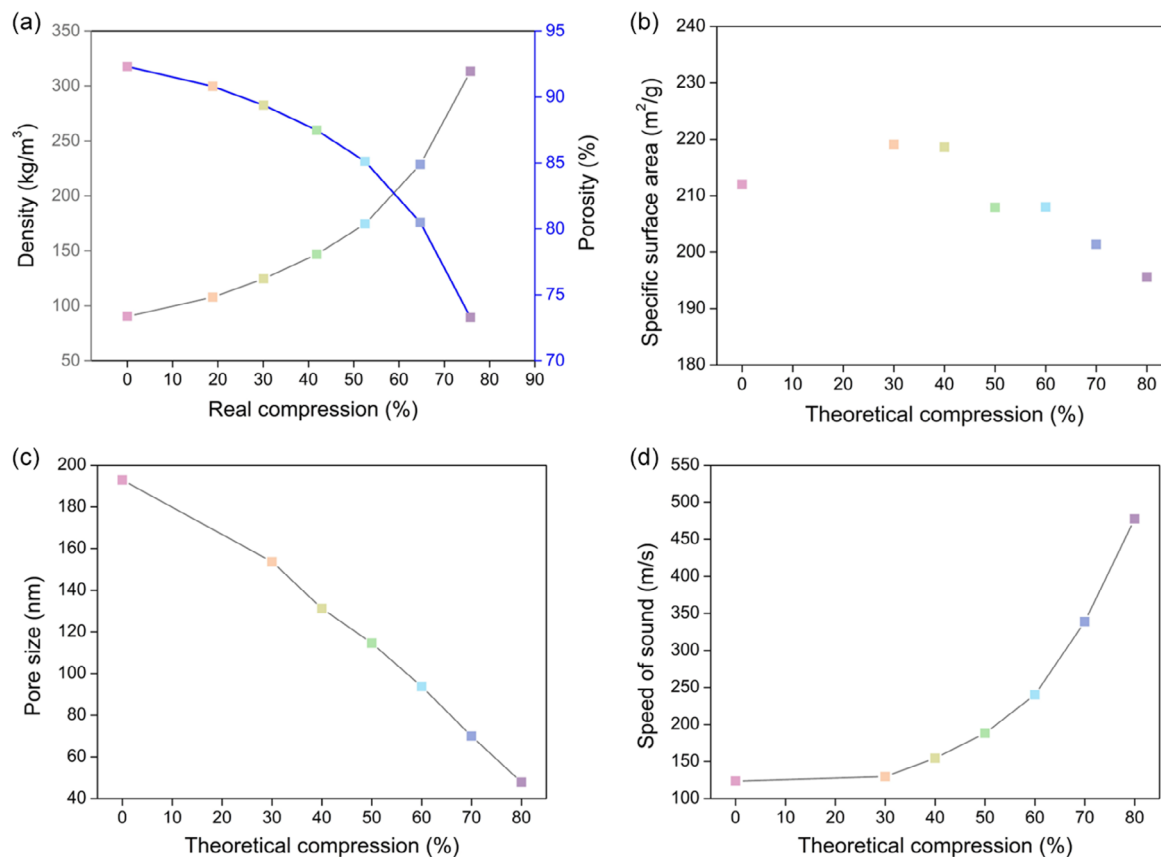 (a)
350
300
250
200
150
100
50
Density (kg/m³)
95
90
85
80
75
70
Porosity (%)
0 10 20 30 40 50 60 70 80 90
Real compression (%)
(b)
240
230
220
210
200
190
180
Specific surface area (m²/g)
0 10 20 30 40 50 60 70 80
Theoretical compression (%)
(c)
200
180
160
140
120
100
80
60
40
Pore size (nm)
0 10 20 30 40 50 60 70 80
Theoretical compression (%)
(d)
550
500
450
400
350
300
250
200
150
100
Speed of sound (m/s)
0 10 20 30 40 50 60 70 80
Theoretical compression (%)